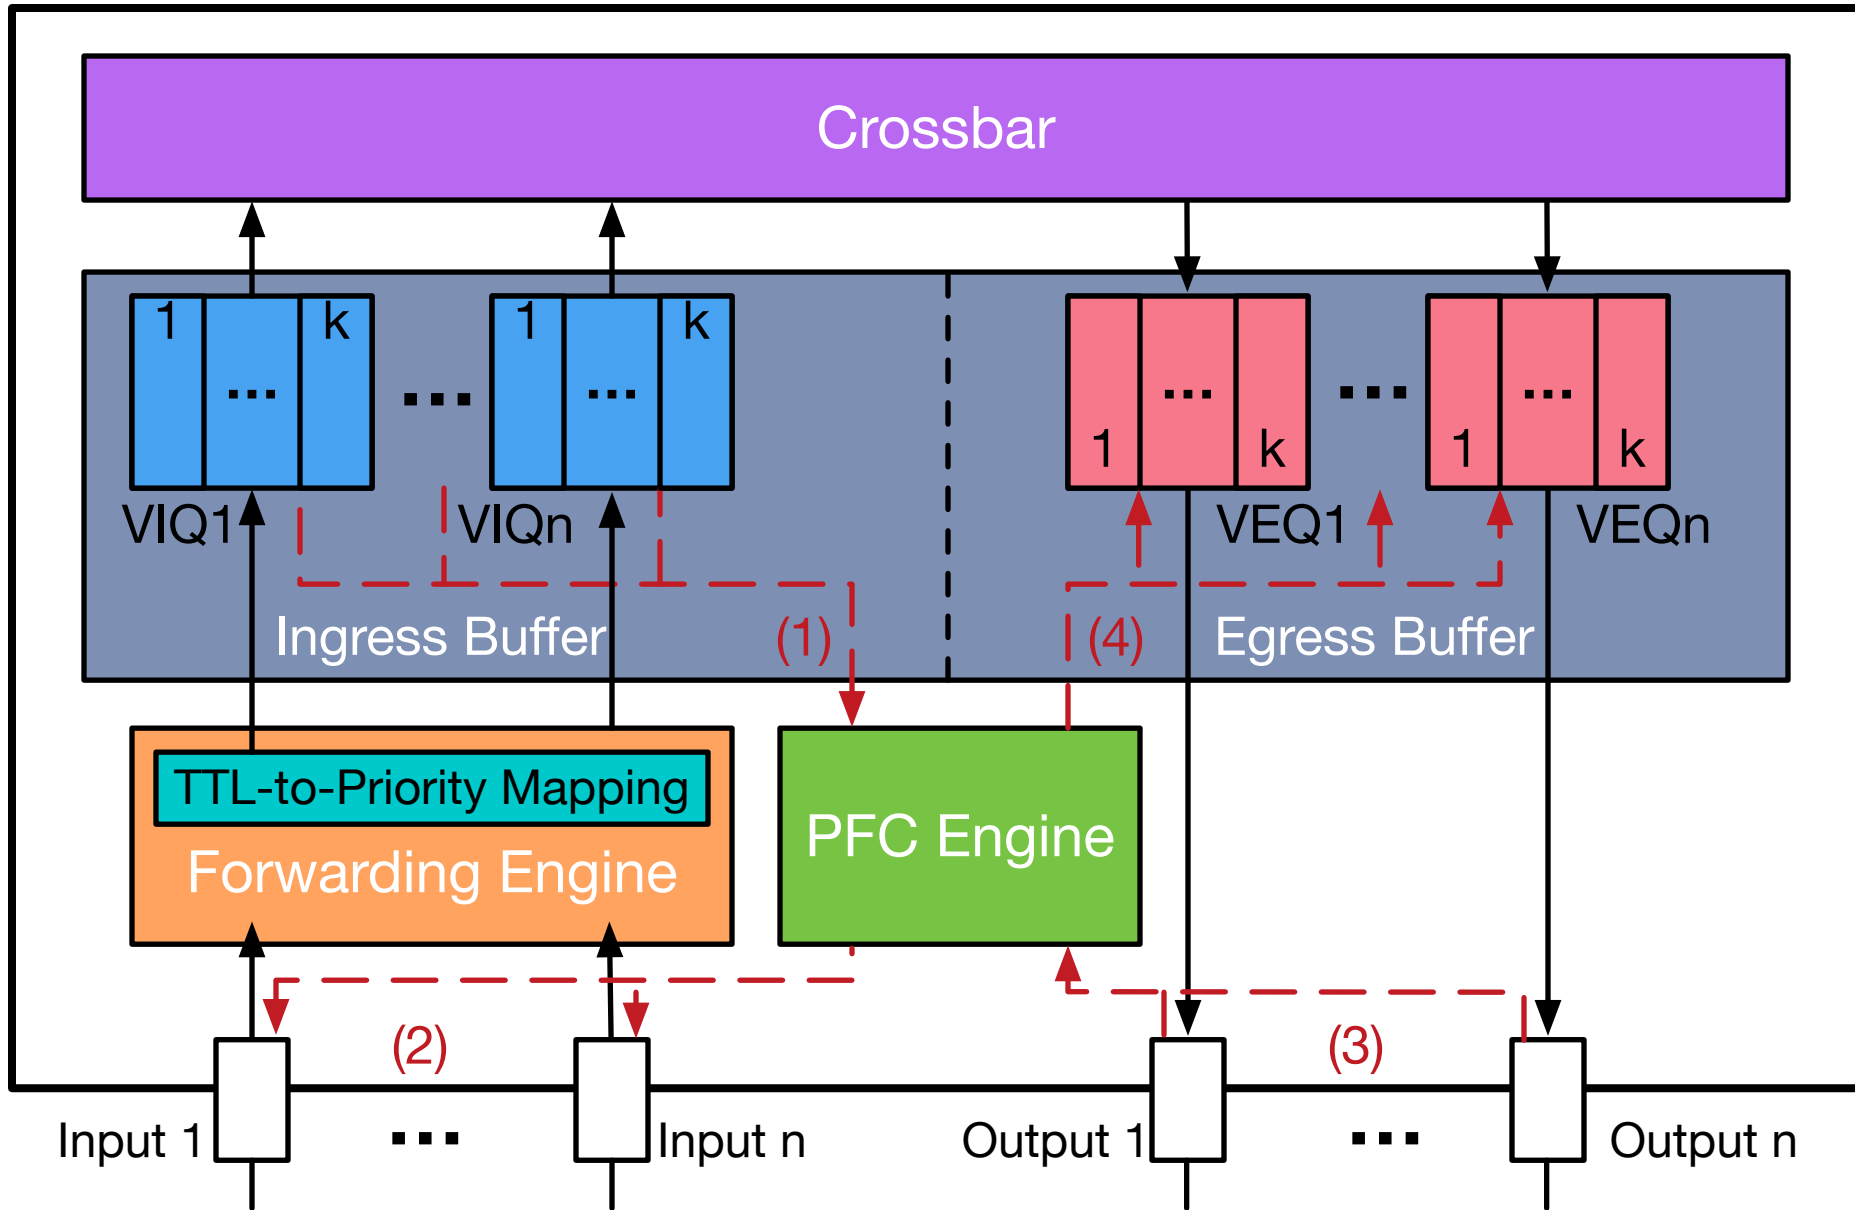 Crossbar
1 ... k
... 
1 ... k
1 ... k
...
1 ... k
VIQ1
VIQn
VEQ1
VEQn
Ingress Buffer
(1)
(4)
Egress Buffer
TTL-to-Priority Mapping
Forwarding Engine
PFC Engine
(2)
(3)
Input 1
...
Input n
Output 1
...
Output n